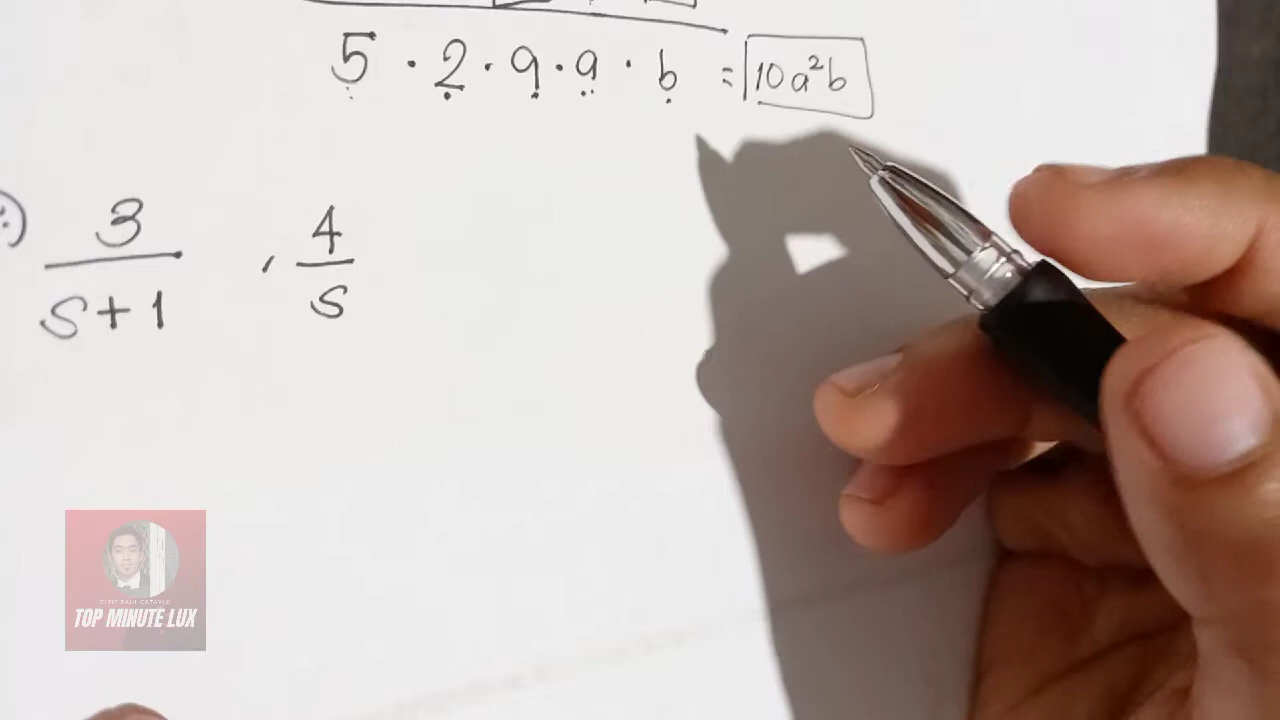 5 · 2 · a · a · b = 10a²b
3/(s+1) , 4/s
TOP MINUTE LUX